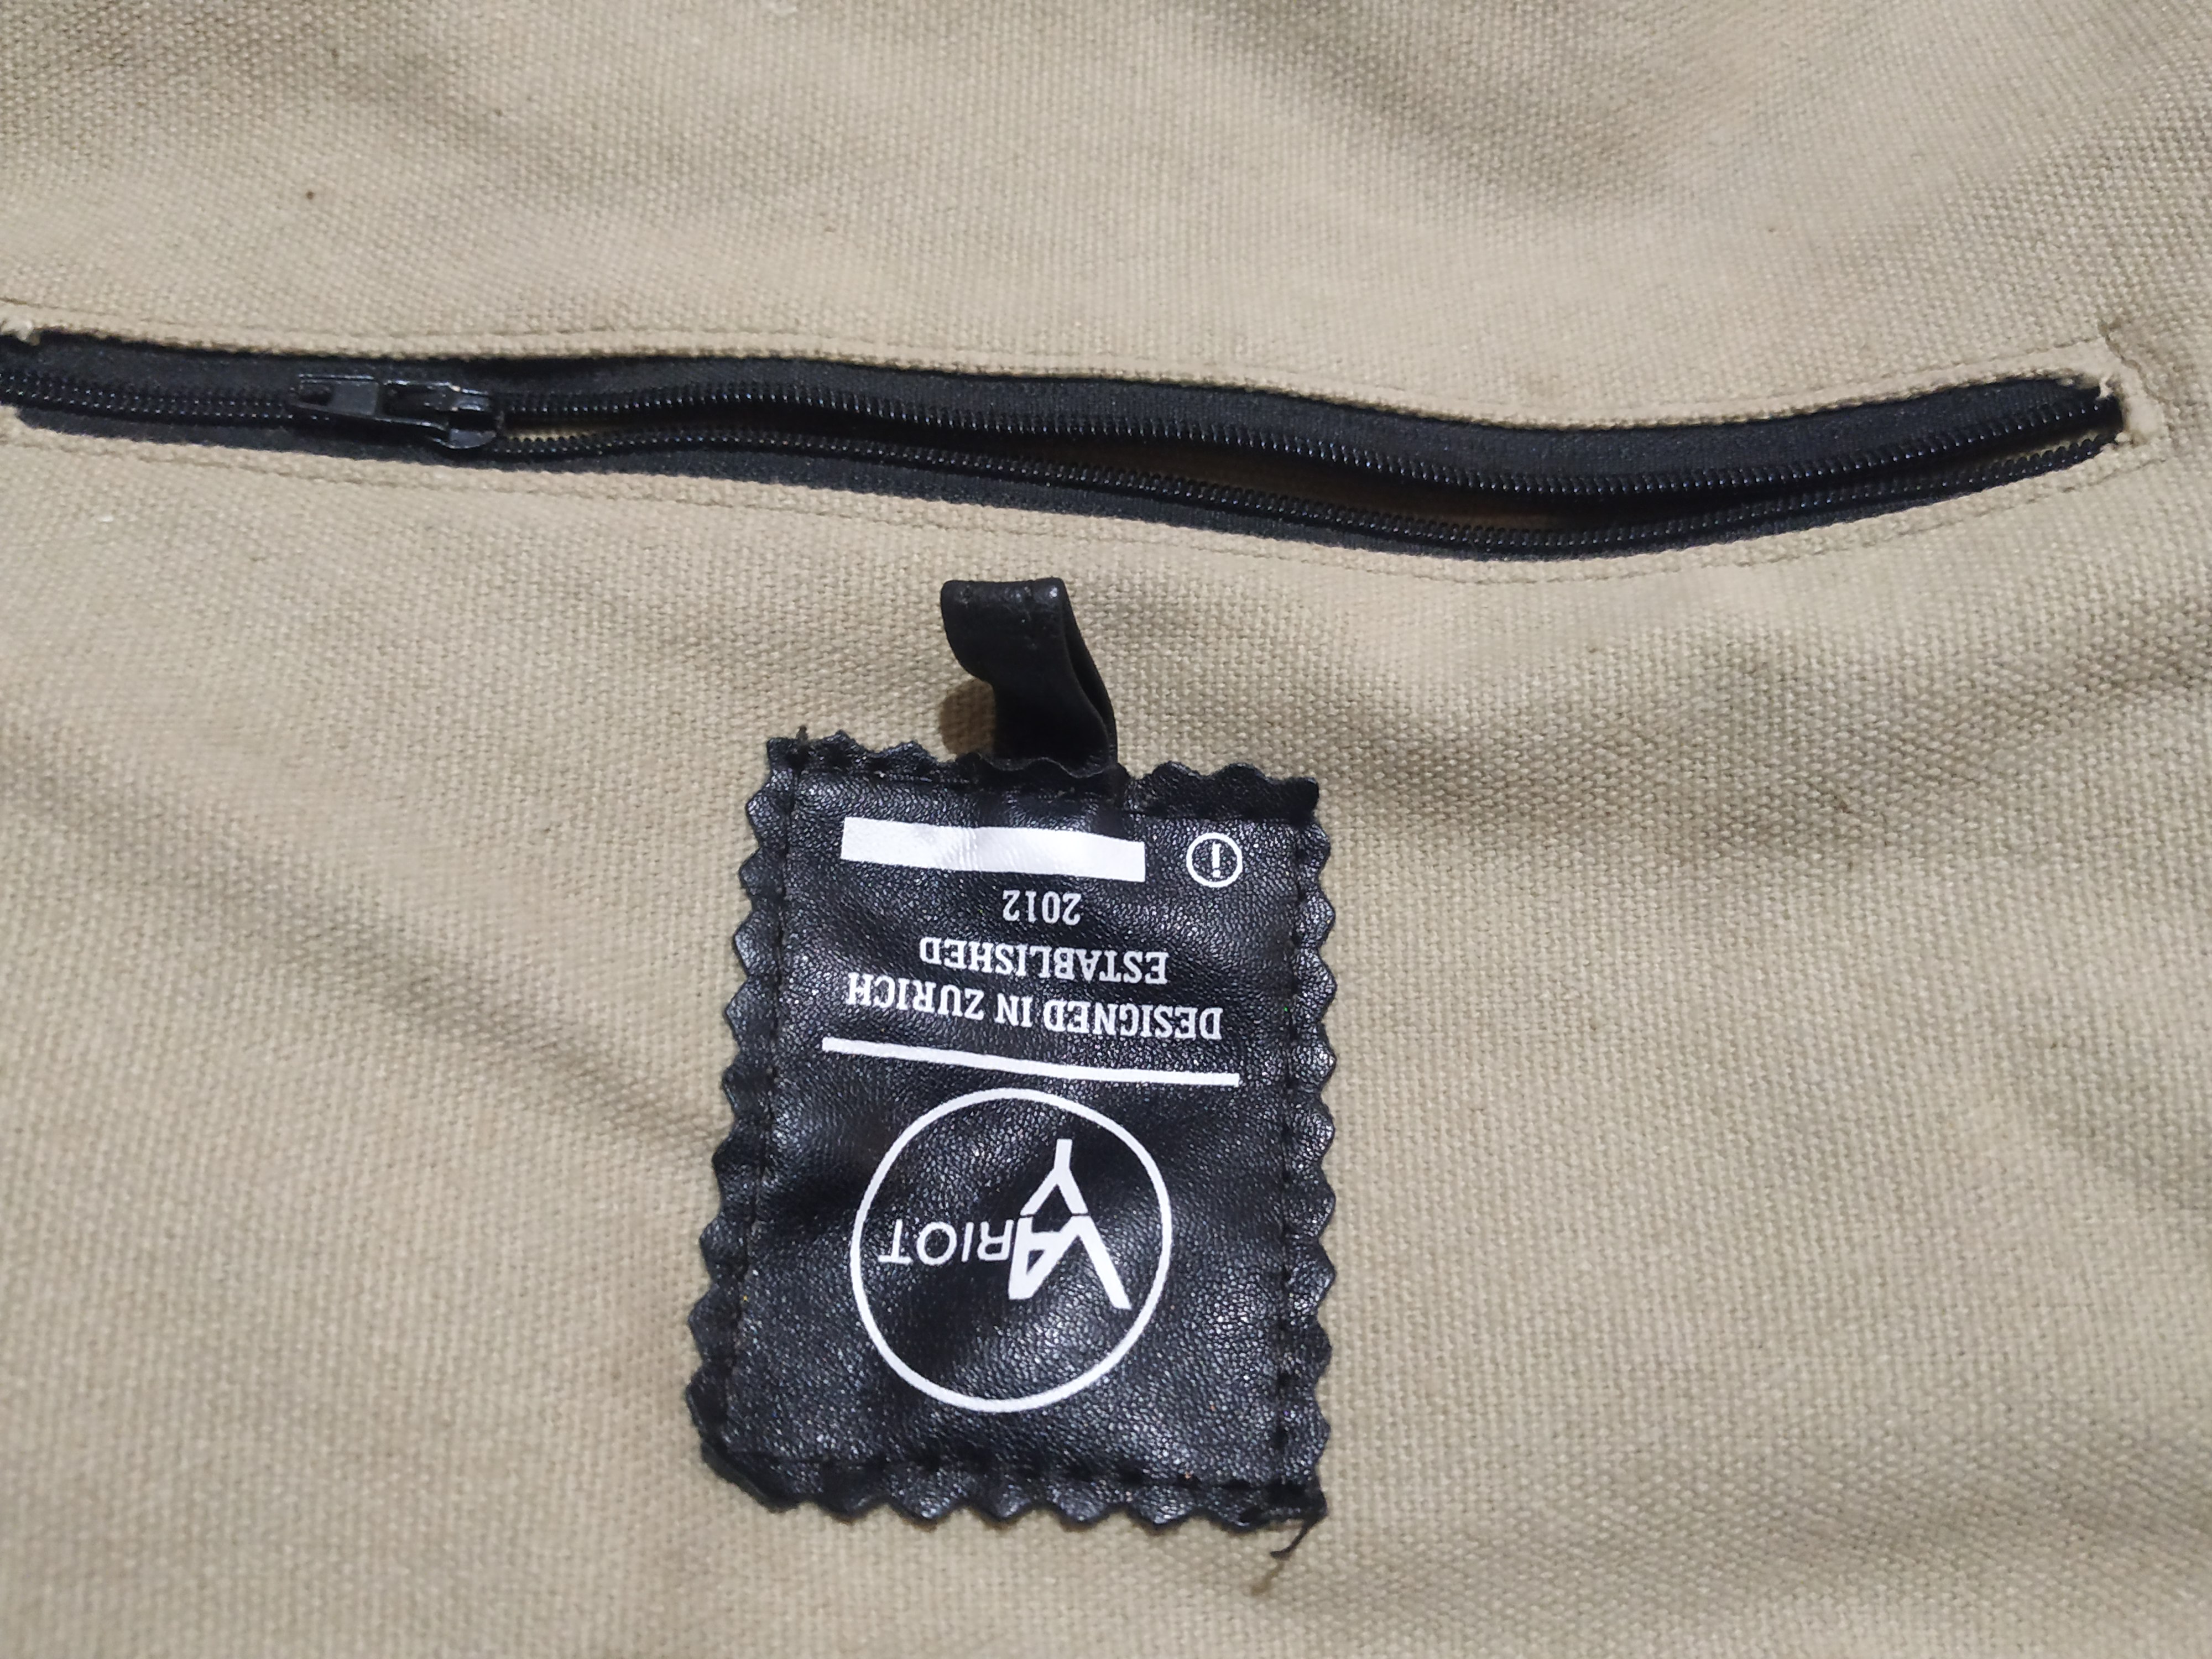 VARIOT
Y
DESIGNED IN ZURICH
ESTABLISHED
2012